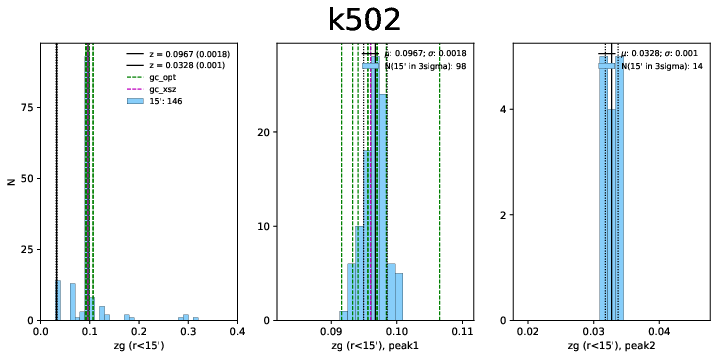 k502
z = 0.0967 (0.0018)
z = 0.0328 (0.001)
gc_opt
gc_xsz
15': 146
N
0
25
50
75
0.0
0.1
0.2
0.3
0.4
zg (r<15')
μ: 0.0967; σ: 0.0018
N(15' in 3sigma): 98
0
10
20
0.09
0.10
0.11
zg (r<15'), peak1
μ: 0.0328; σ: 0.001
N(15' in 3sigma): 14
0
2
4
0.02
0.03
0.04
zg (r<15'), peak2